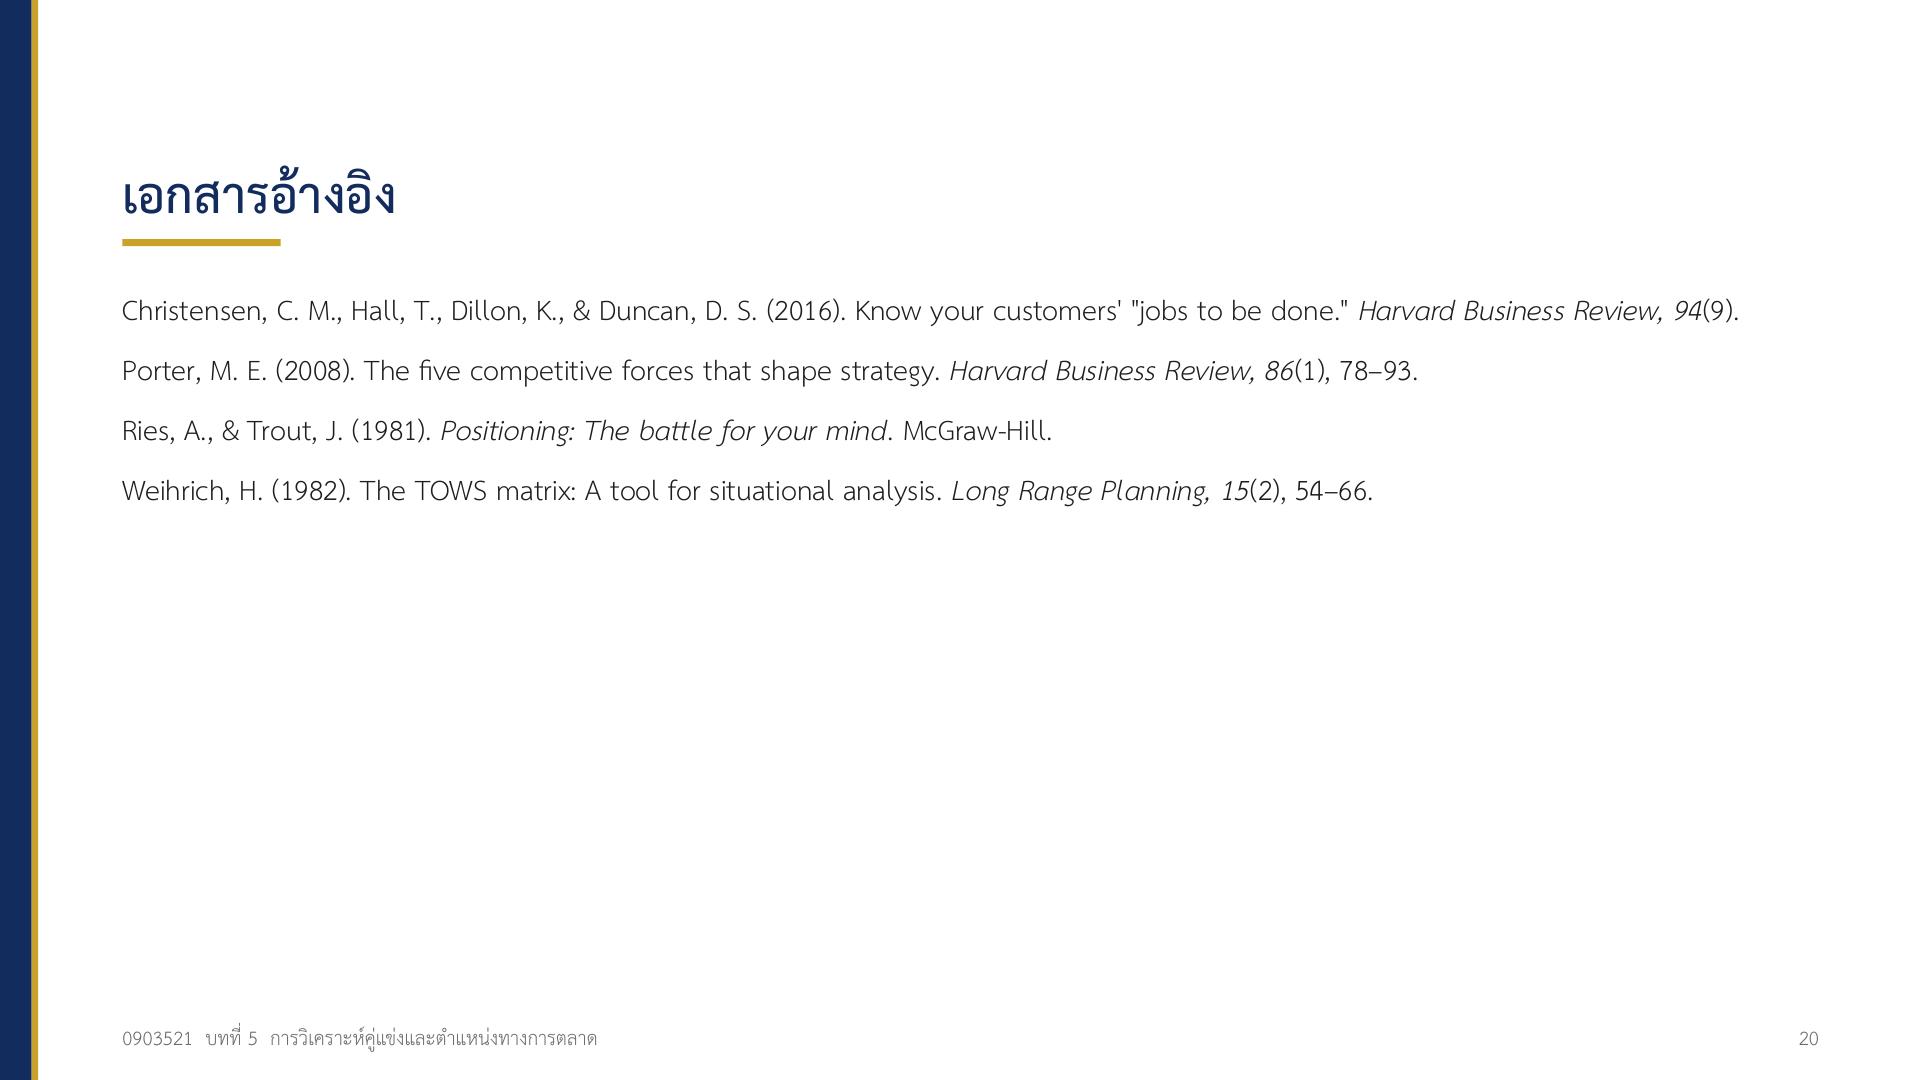 เอกสารอ้างอิง
Christensen, C. M., Hall, T., Dillon, K., & Duncan, D. S. (2016). Know your customers' "jobs to be done." Harvard Business Review, 94(9).
Porter, M. E. (2008). The five competitive forces that shape strategy. Harvard Business Review, 86(1), 78–93.
Ries, A., & Trout, J. (1981). Positioning: The battle for your mind. McGraw-Hill.
Weihrich, H. (1982). The TOWS matrix: A tool for situational analysis. Long Range Planning, 15(2), 54–66.
0903521 บทที่ 5 การวิเคราะห์คู่แข่งและตำแหน่งทางการตลาด
20